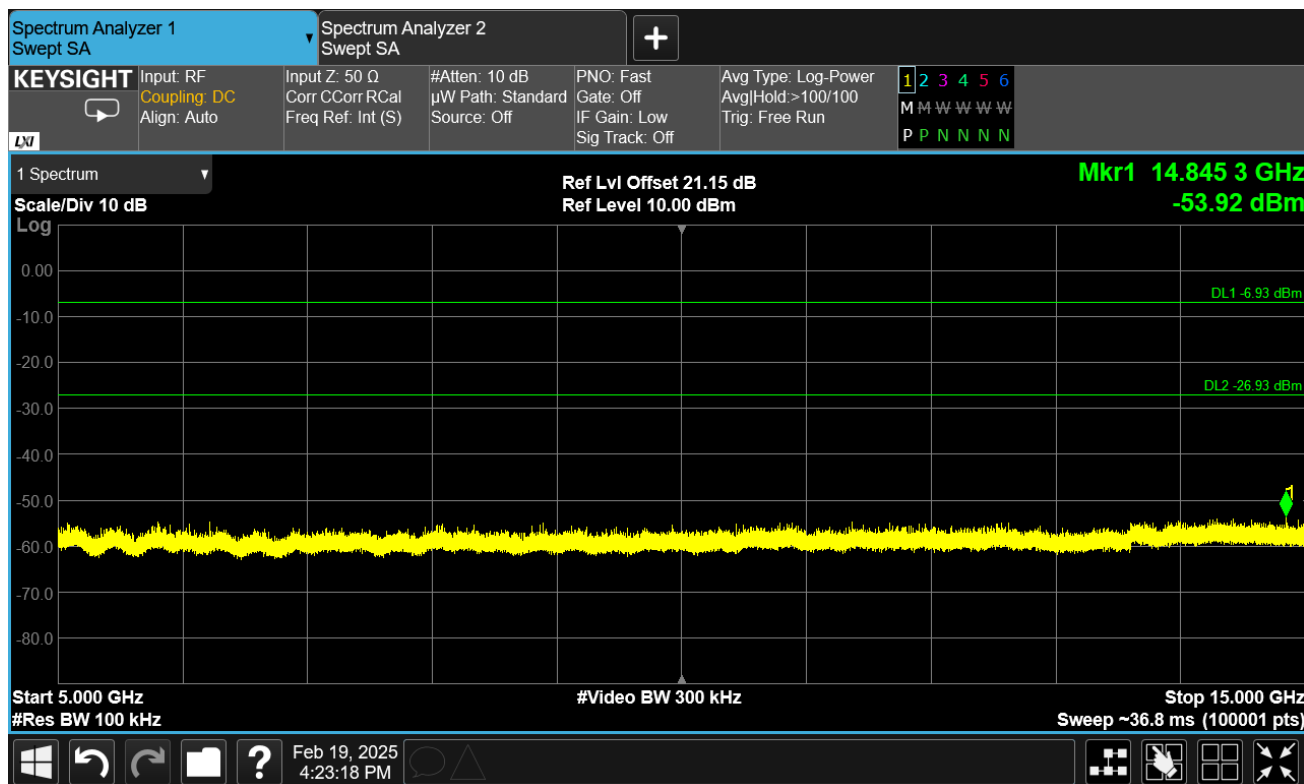 Spectrum Analyzer 1
Swept SA
Spectrum Analyzer 2
Swept SA
KEYSIGHT
LXI
Input: RF
Coupling: DC
Align: Auto
Input Z: 50 Ω
Corr CCorr RCal
Freq Ref: Int (S)
#Atten: 10 dB
µW Path: Standard
Source: Off
PNO: Fast
Gate: Off
IF Gain: Low
Sig Track: Off
Avg Type: Log-Power
Avg|Hold:>100/100
Trig: Free Run
1 2 3 4 5 6
M M W W W W
P P N N N N
1 Spectrum
Scale/Div 10 dB
Log
Ref Lvl Offset 21.15 dB
Ref Level 10.00 dBm
Mkr1 14.845 3 GHz
-53.92 dBm
0.00
DL1 -6.93 dBm
-10.0
-20.0
DL2 -26.93 dBm
-30.0
-40.0
-50.0
1
-60.0
-70.0
-80.0
Start 5.000 GHz
#Res BW 100 kHz
#Video BW 300 kHz
Stop 15.000 GHz
Sweep ~36.8 ms (100001 pts)
?
Feb 19, 2025
4:23:18 PM